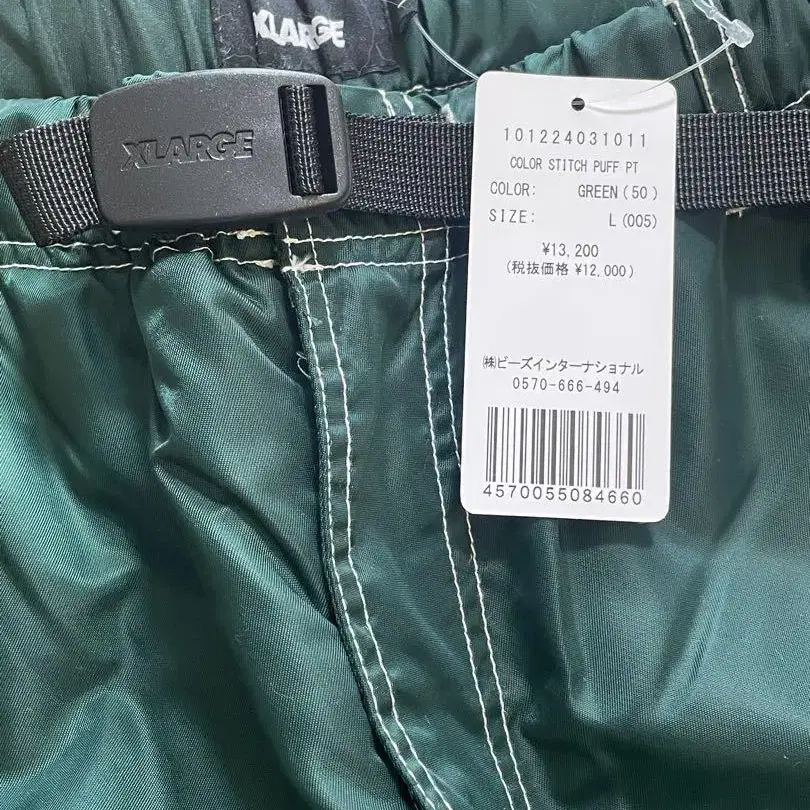 XLARGE
XLARGE
101224031011
COLOR STITCH PUFF PT
COLOR: GREEN(50)
SIZE: L(005)
¥13,200
(税抜価格 ¥12,000)
㈱ビーズインターナショナル
0570-666-494
4570055084660